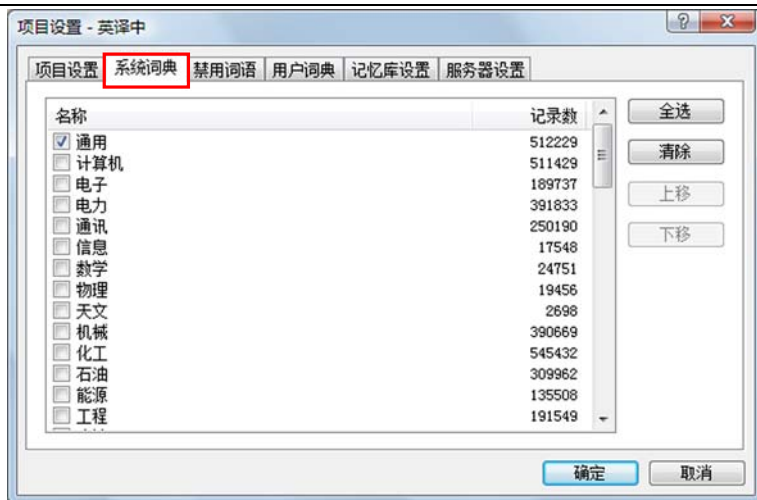 项目设置 - 英译中
项目设置 系统词典 禁用词语 用户词典 记忆库设置 服务器设置
名称 记录数 全选
通用 512229
计算机 511429 清除
电子 189737
电力 391833 上移
通讯 250190
信息 17548 下移
数学 24751
物理 19456
天文 2698
机械 390669
化工 545432
石油 309962
能源 135508
工程 191549
确定 取消